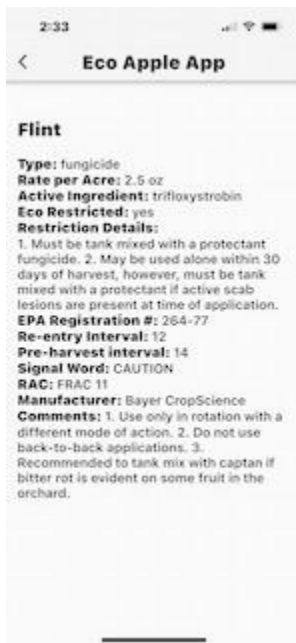 2:33
Eco Apple App
Flint
Type: fungicide
Rate per Acre: 2.5 oz
Active Ingredient: trifloxystrobin
Eco Restricted: yes
Restriction Details:
1. Must be tank mixed with a protectant
fungicide. 2. May be used alone within 30
days of harvest, however, must be tank
mixed with a protectant if active scab
lesions are present at time of application.
EPA Registration #: 264-77
Re-entry Interval: 12
Pre-harvest interval: 14
Signal Word: CAUTION
RAC: FRAC 11
Manufacturer: Bayer CropScience
Comments: 1. Use only in rotation with a
different mode of action. 2. Do not use
back-to-back applications. 3.
Recommended to tank mix with captan if
bitter rot is evident on some fruit in the
orchard.